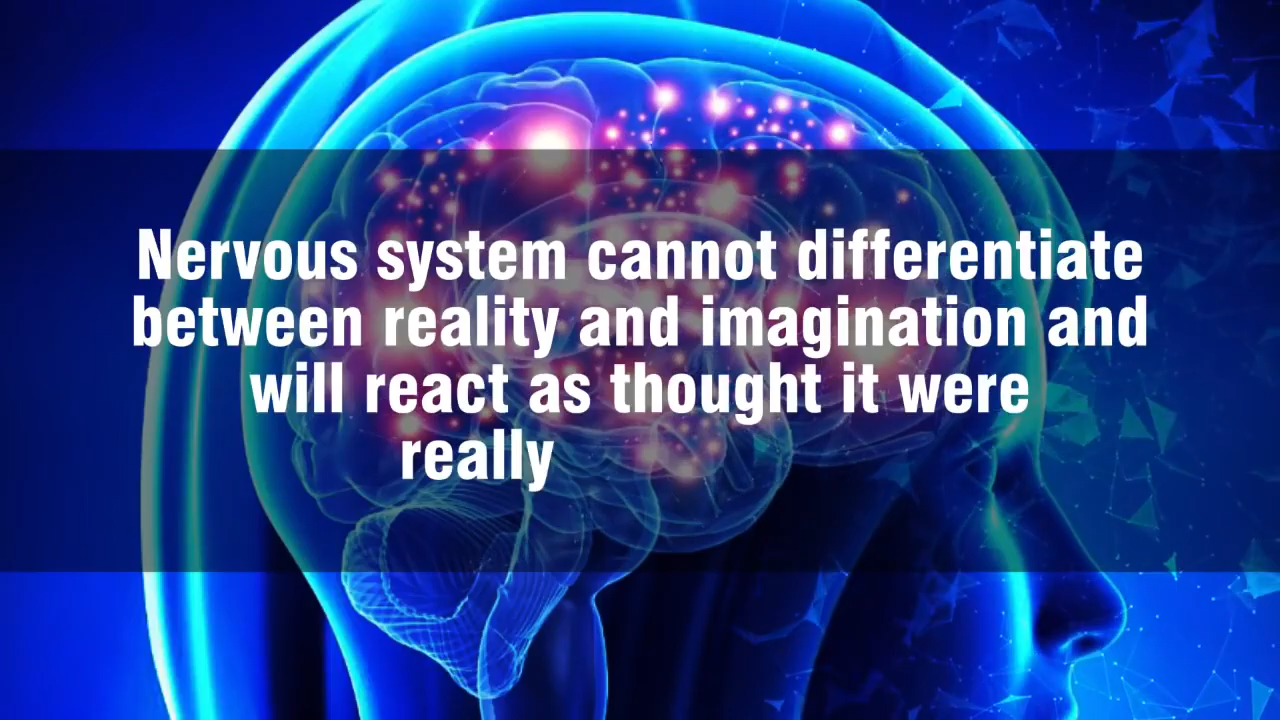 Nervous system cannot differentiate
between reality and imagination and
will react as thought it were
really